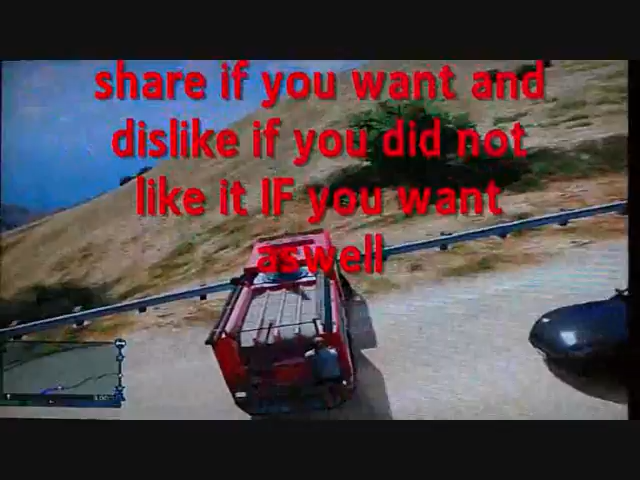 share if you want and
dislike if you did not
like it IF you want
aswell